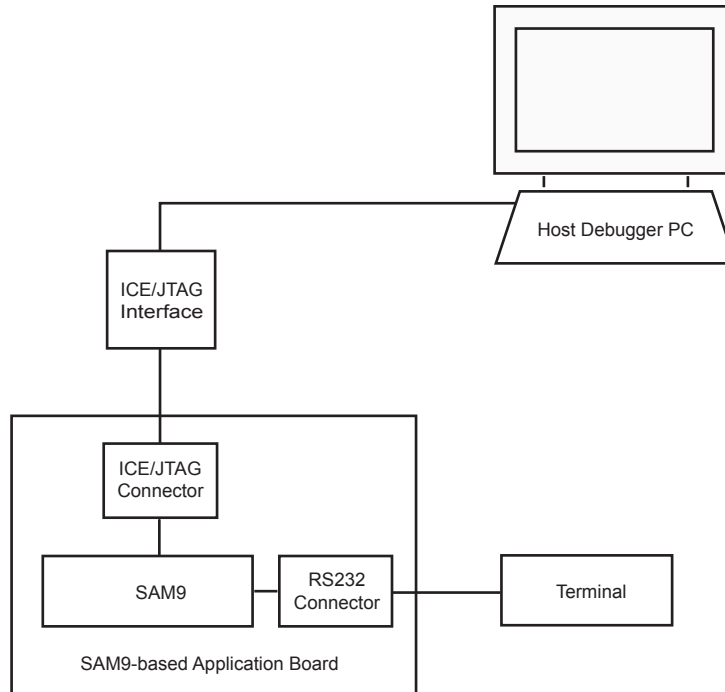 Host Debugger PC
ICE/JTAG
Interface
ICE/JTAG
Connector
SAM9
RS232
Connector
Terminal
SAM9-based Application Board